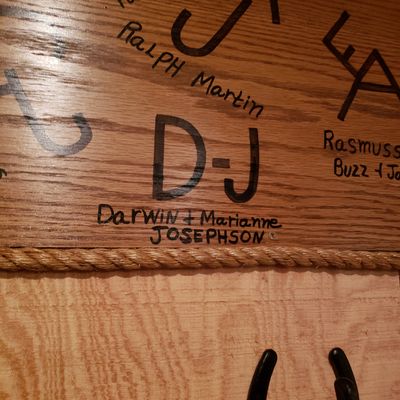 RALPH Martin
D-J
DarWIN + Marianne
JOSEPHSON
Rasmuss
Buzz + Jo